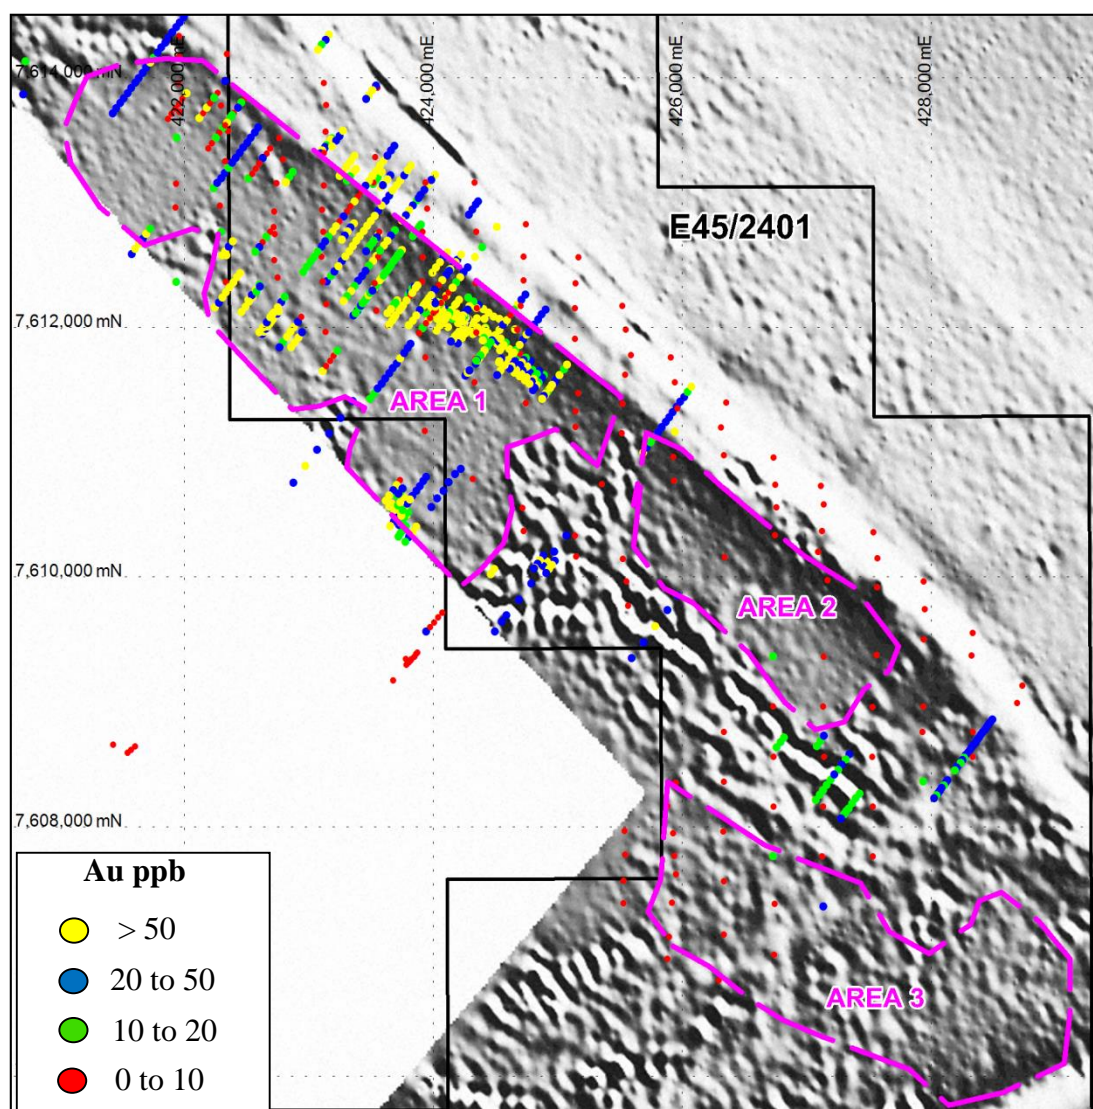 422,000 mE
424,000 mE
426,000 mE
428,000 mE
7,614,000 mN
E45/2401
7,612,000 mN
AREA 1
7,610,000 mN
AREA 2
7,608,000 mN
AREA 3
Au ppb
> 50
20 to 50
10 to 20
0 to 10